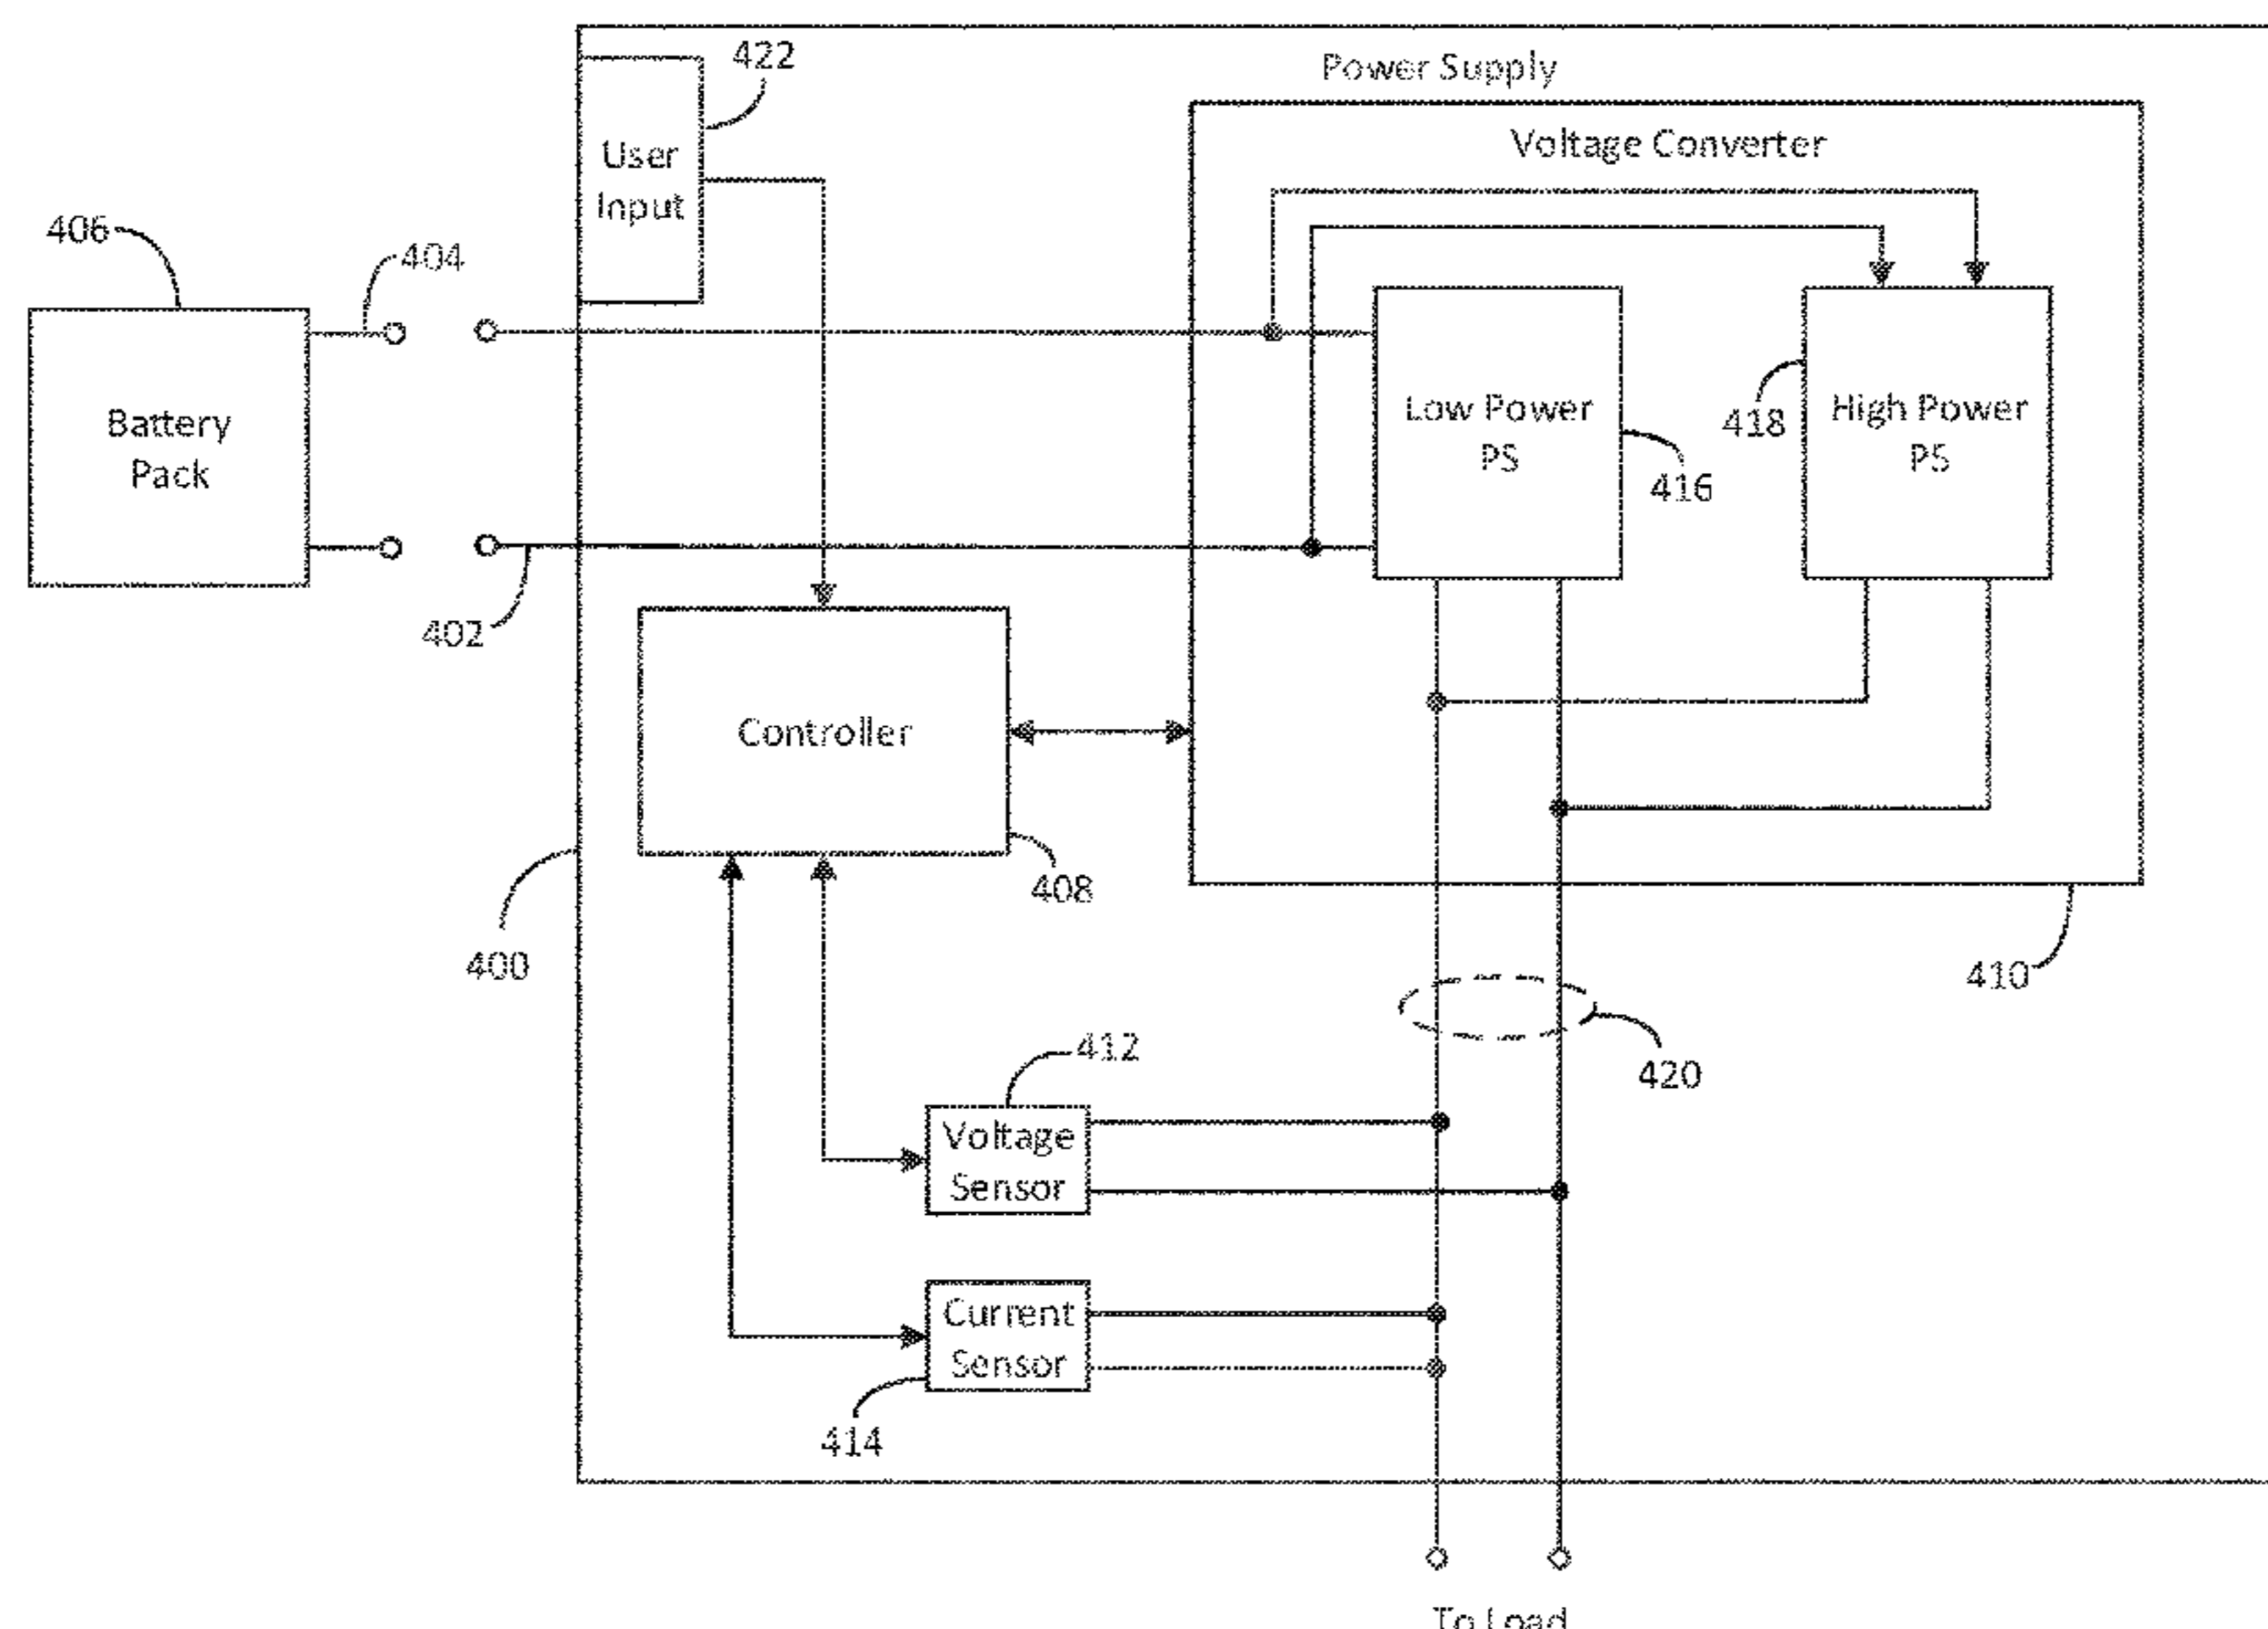 422
Power Supply
Voltage Converter
User
Input
406
404
Battery
Pack
Low Power
PS
418
High Power
PS
416
402
Controller
408
400
410
412
420
Voltage
Sensor
Current
Sensor
414
To Load